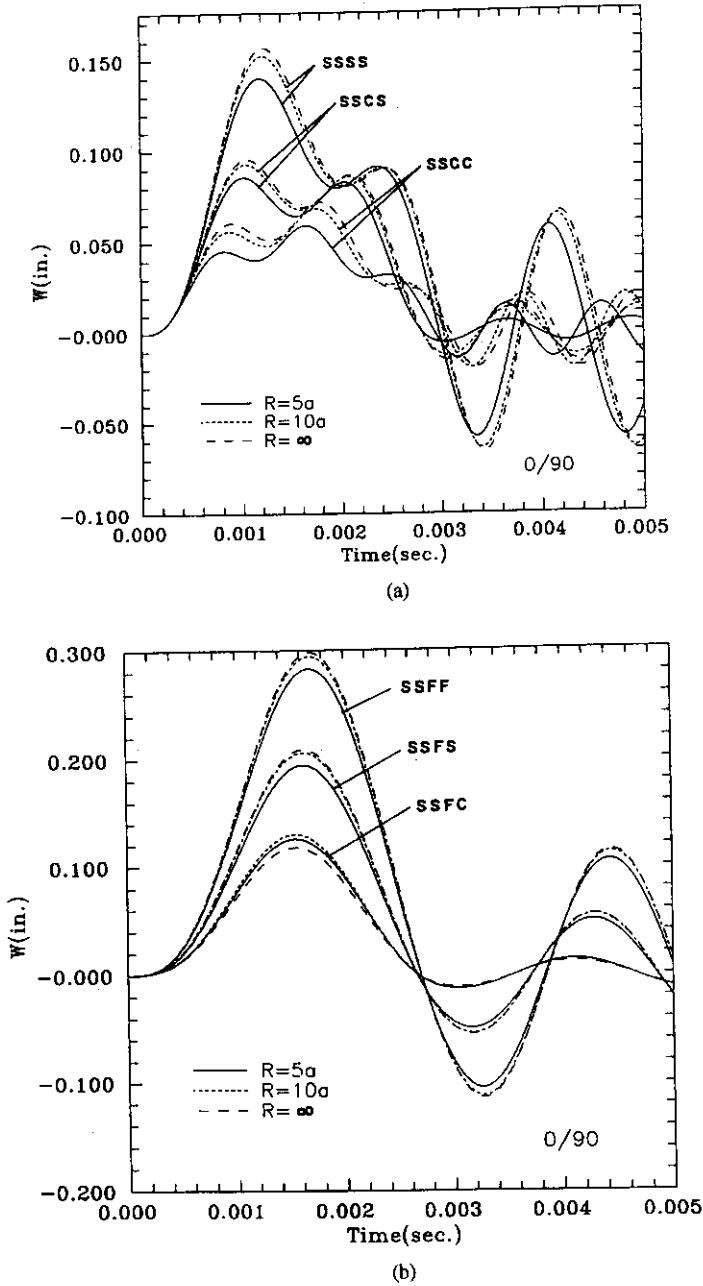 0.150
SSSS
SSCS
0.100
SSCC
0.050
W(in.)
−0.000
R=5a
R=10a
R=∞
−0.050
0/90
−0.100
0.000 0.001 0.002 0.003 0.004 0.005
Time(sec.)
(a)
0.300
SSFF
0.200
SSFS
SSFC
0.100
W(in.)
−0.000
R=5a
R=10a
R=∞
−0.100
0/90
−0.200
0.000 0.001 0.002 0.003 0.004 0.005
Time(sec.)
(b)